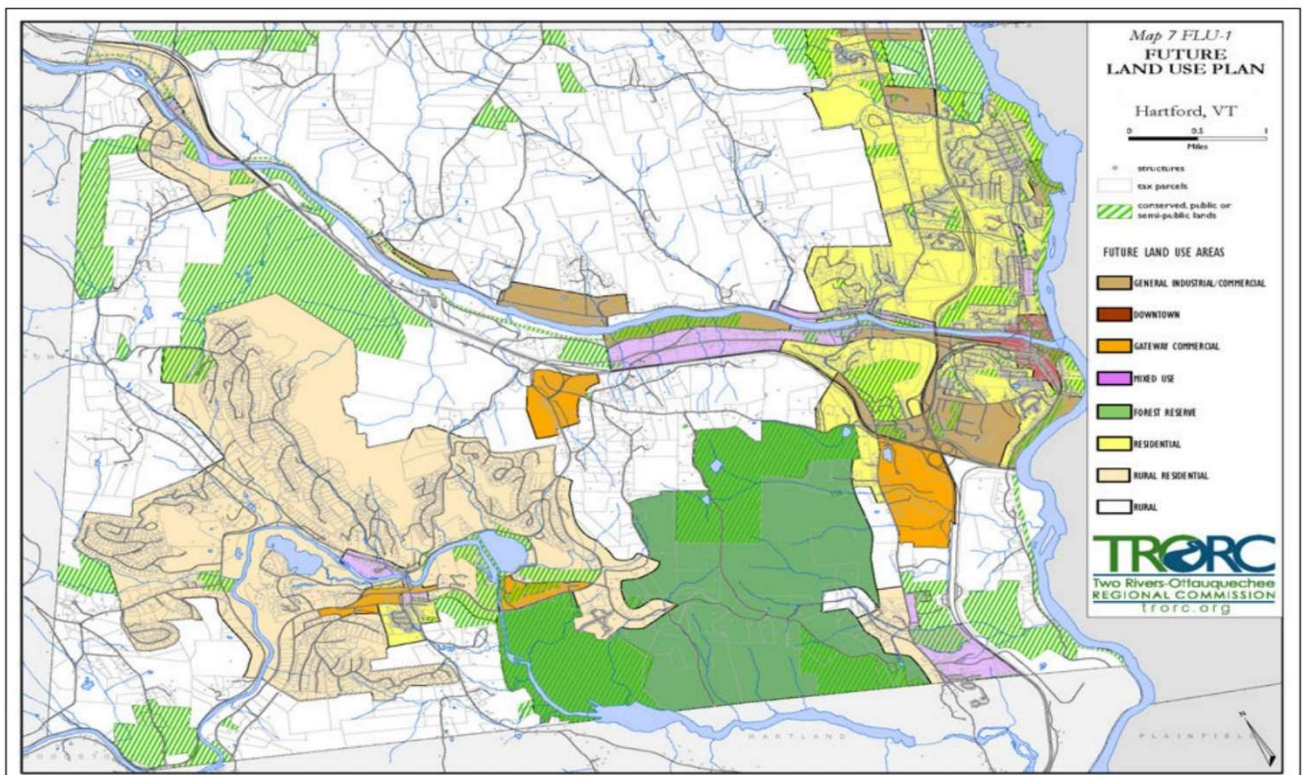 Map 7 FLU-1
FUTURE
LAND USE PLAN
Hartford, VT
0 0.5 1
Miles
structures
tax parcels
conserved, public or
semi-public lands
FUTURE LAND USE AREAS
GENERAL INDUSTRIAL/COMMERCIAL
DOWNTOWN
GATEWAY COMMERCIAL
MIXED USE
FOREST RESERVE
RESIDENTIAL
RURAL RESIDENTIAL
RURAL
TRORC
Two Rivers-Ottauquechee
REGIONAL COMMISSION
trorc.org
HARTLAND
PLAINFIELD
N